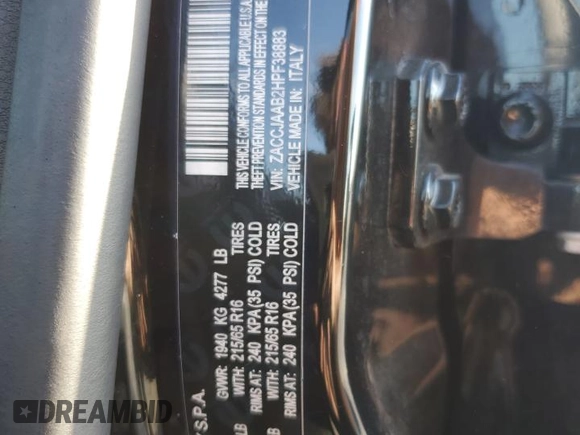 THIS VEHICLE CONFORMS TO ALL APPLICABLE U.S.A.
THEFT PREVENTION STANDARDS IN EFFECT ON THE
VIN: ZACCJAAB2HPF38883
VEHICLE MADE IN: ITALY
S.P.A.
GVWR: 1940 KG 4277 LB
WITH: 215/65 R16 TIRES
RIMS AT: 240 KPA(35 PSI) COLD
LB WITH: 215/65 R16 TIRES
RIMS AT: 240 KPA(35 PSI) COLD
DREAMBID